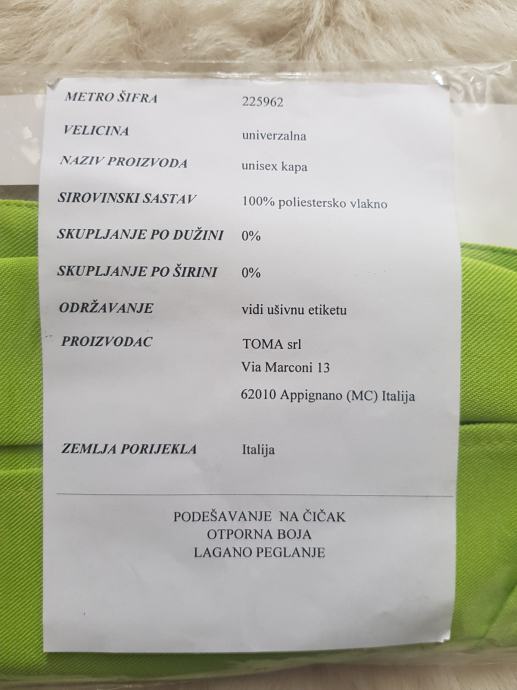 METRO ŠIFRA 225962
VELICINA univerzalna
NAZIV PROIZVODA unisex kapa
SIROVINSKI SASTAV 100% poliestersko vlakno
SKUPLJANJE PO DUŽINI 0%
SKUPLJANJE PO ŠIRINI 0%
ODRŽAVANJE vidi ušivnu etiketu
PROIZVODAC TOMA srl
Via Marconi 13
62010 Appignano (MC) Italija
ZEMLJA PORIJEKLA Italija
PODEŠAVANJE NA ČIČAK
OTPORNA BOJA
LAGANO PEGLANJE